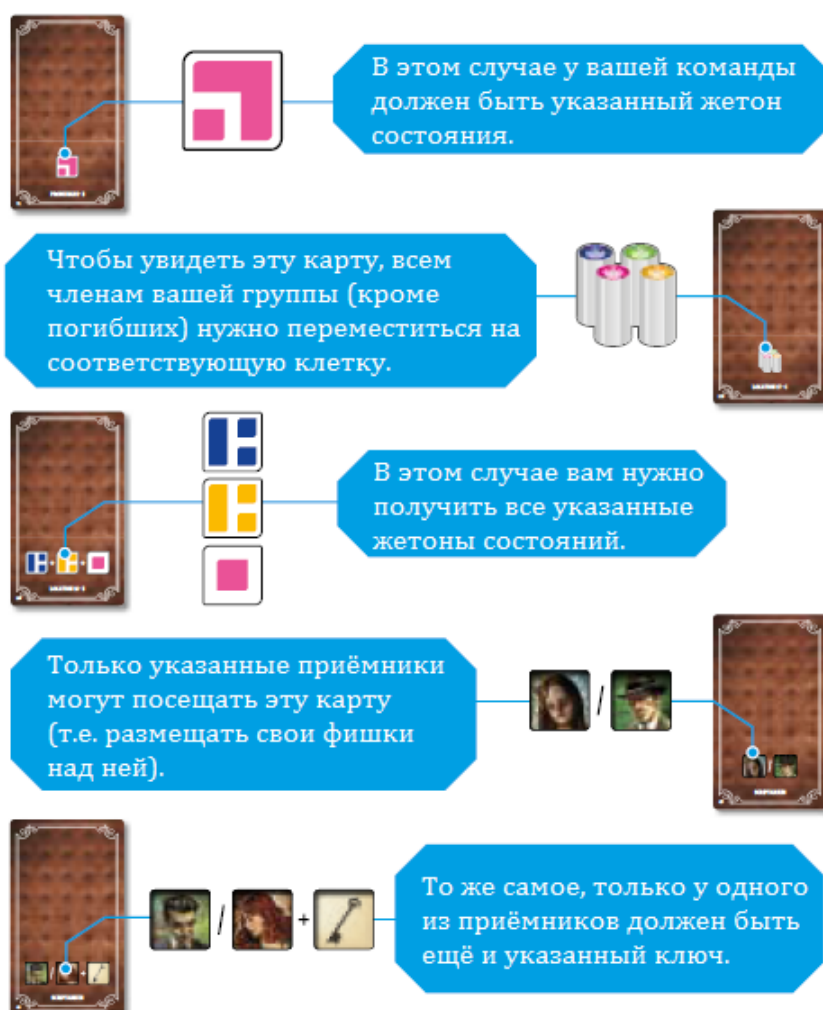 В этом случае у вашей команды
должен быть указанный жетон
состояния.
Чтобы увидеть эту карту, всем
членам вашей группы (кроме
погибших) нужно переместиться на
соответствующую клетку.
В этом случае вам нужно
получить все указанные
жетоны состояний.
Только указанные приёмники
могут посещать эту карту
(т.е. размещать свои фишки
над ней).
/
То же самое, только у одного
из приёмников должен быть
ещё и указанный ключ.
/ +